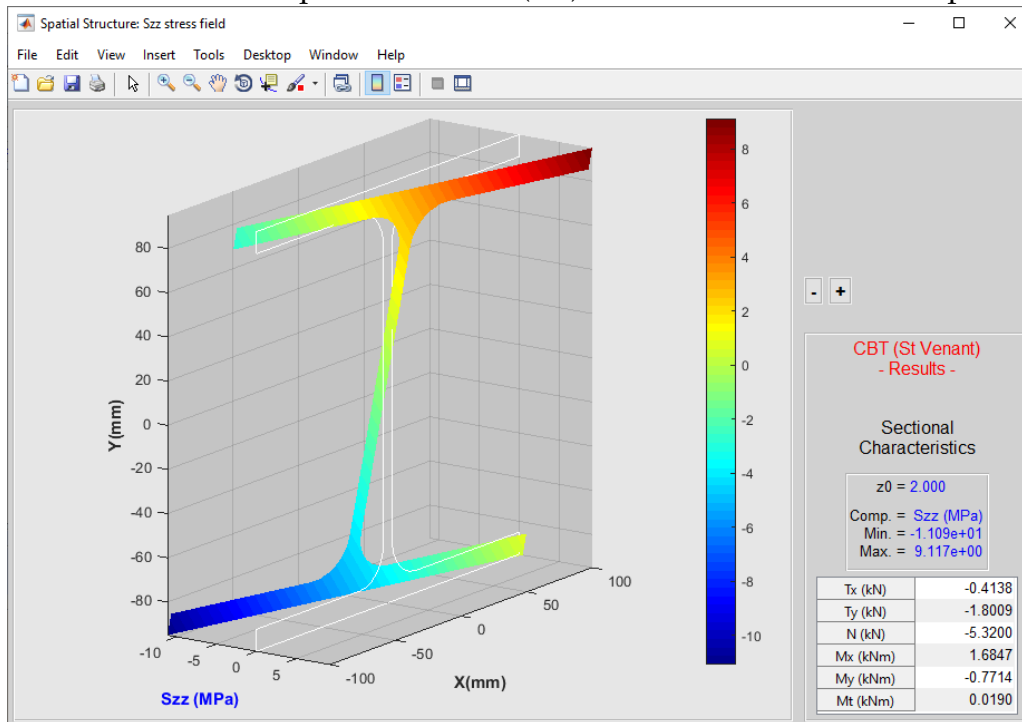 Spatial Structure: Szz stress field
File Edit View Insert Tools Desktop Window Help
80
60
40
20
0
-20
-40
-60
-80
Y(mm)
-10
-5
0
5
Szz (MPa)
-100
-50
0
50
100
X(mm)
8
6
4
2
0
-2
-4
-6
-8
-10
- +
CBT (St Venant)
- Results -
Sectional
Characteristics
z0 = 2.000
Comp. = Szz (MPa)
Min. = -1.109e+01
Max. = 9.117e+00
Tx (kN) -0.4138
Ty (kN) -1.8009
N (kN) -5.3200
Mx (kNm) 1.6847
My (kNm) -0.7714
Mt (kNm) 0.0190